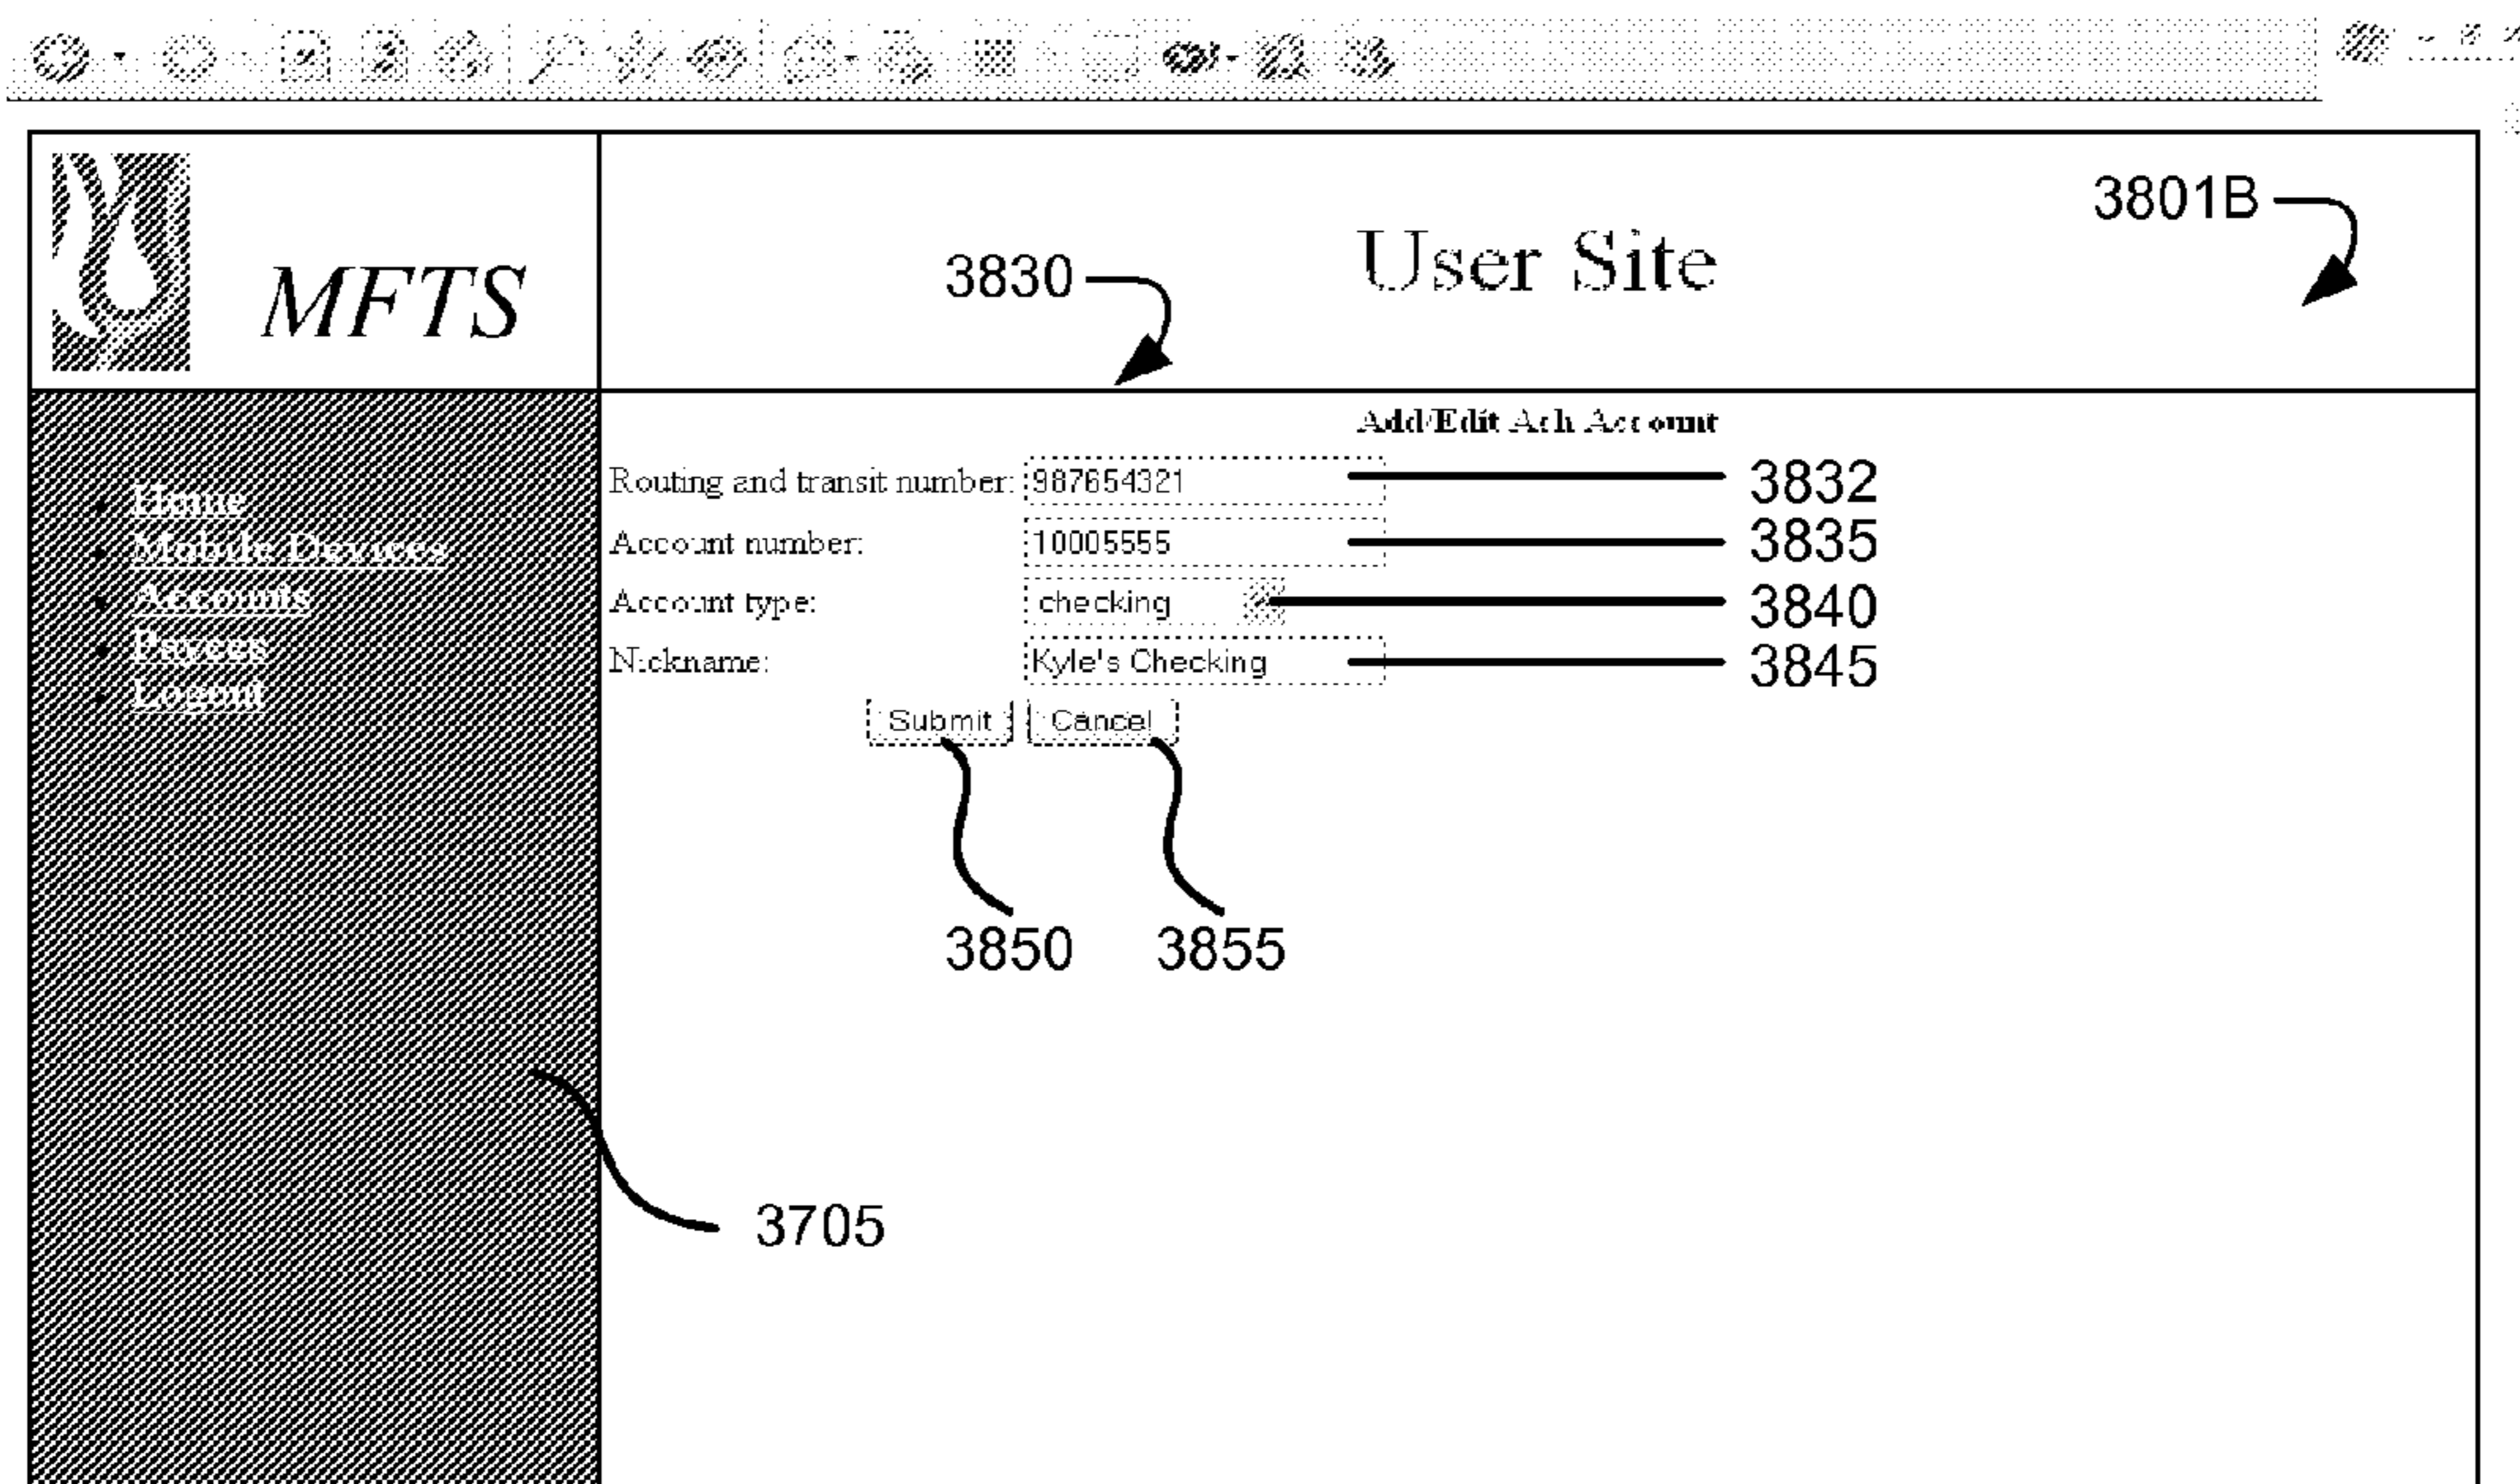 3801B
3830
User Site
MFTS
Add/Edit Ach Account
Home
Mobile Devices
Accounts
Payees
Logout
Routing and transit number: 987654321 3832
Account number: 10005555 3835
Account type: checking 3840
Nickname: Kyle's Checking 3845
Submit Cancel
3850 3855
3705